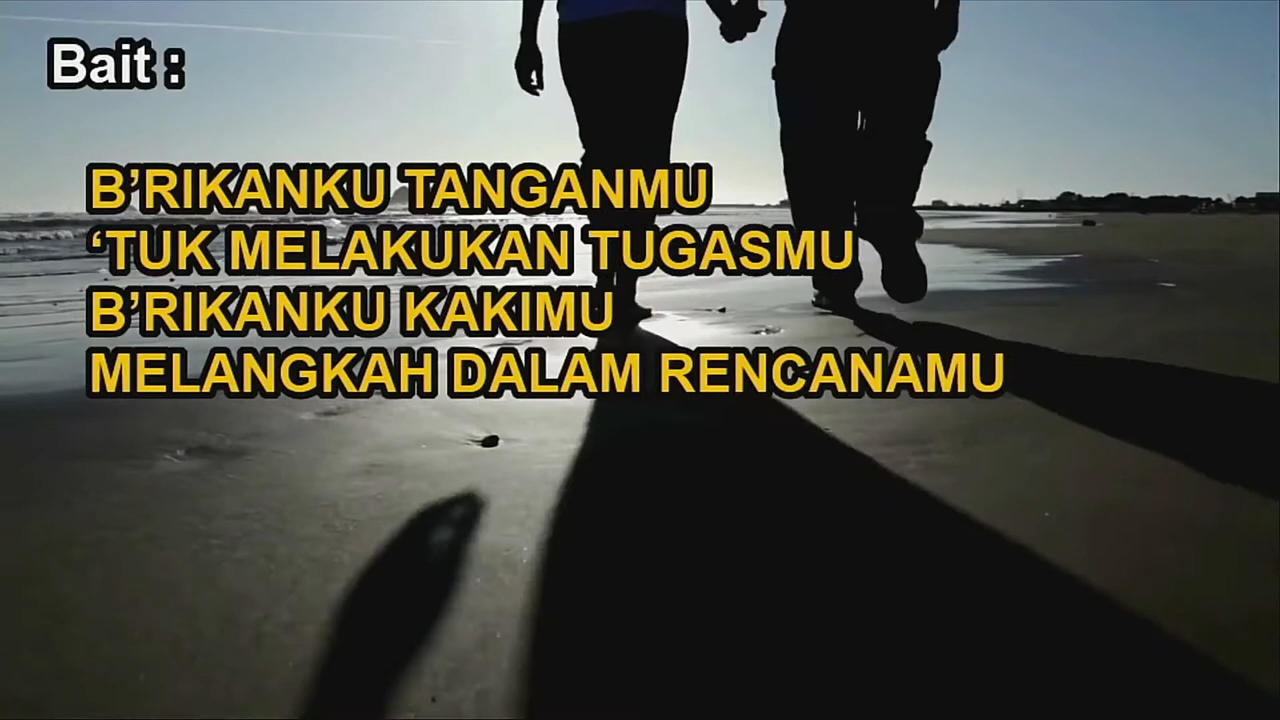 Bait :
B’RIKANKU TANGANMU
‘TUK MELAKUKAN TUGASMU
B’RIKANKU KAKIMU
MELANGKAH DALAM RENCANAMU